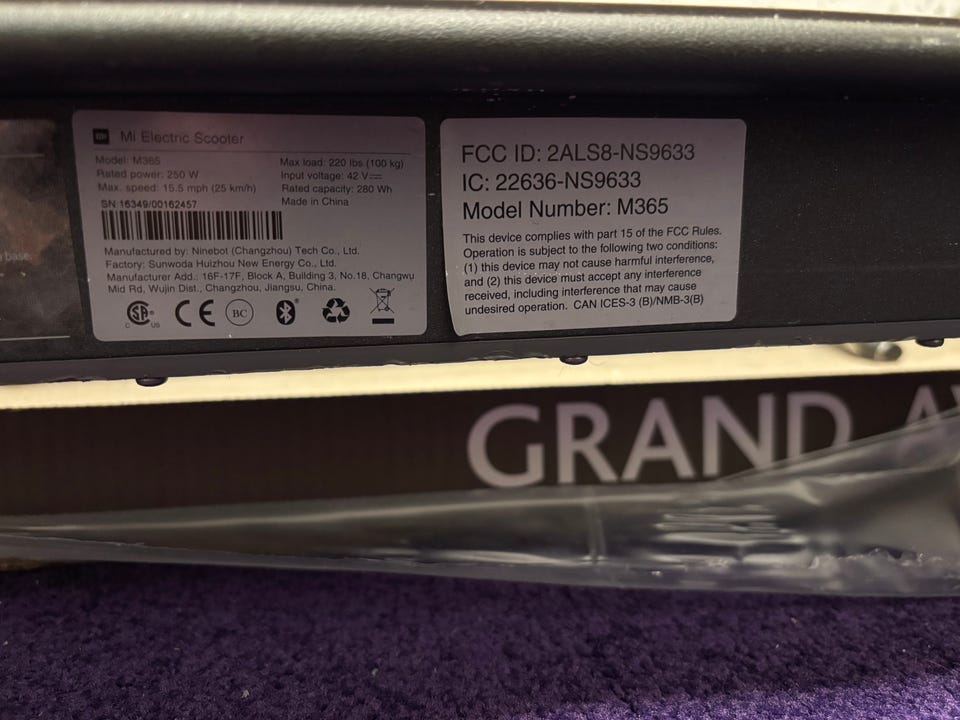 MI Mi Electric Scooter
Model: M365
Rated power: 250 W
Max. speed: 15.5 mph (25 km/h)
SN:16349/00162457
Max load: 220 lbs (100 kg)
Input voltage: 42 V⎓
Rated capacity: 280 Wh
Made in China
Manufactured by: Ninebot (Changzhou) Tech Co., Ltd.
Factory: Sunwoda Huizhou New Energy Co., Ltd.
Manufacturer Add.: 16F-17F, Block A, Building 3, No.18, Changwu
Mid Rd, Wujin Dist., Changzhou, Jiangsu, China.
C SP® US CE BC
FCC ID: 2ALS8-NS9633
IC: 22636-NS9633
Model Number: M365
This device complies with part 15 of the FCC Rules.
Operation is subject to the following two conditions:
(1) this device may not cause harmful interference,
and (2) this device must accept any interference
received, including interference that may cause
undesired operation. CAN ICES-3 (B)/NMB-3(B)
base.
GRAND